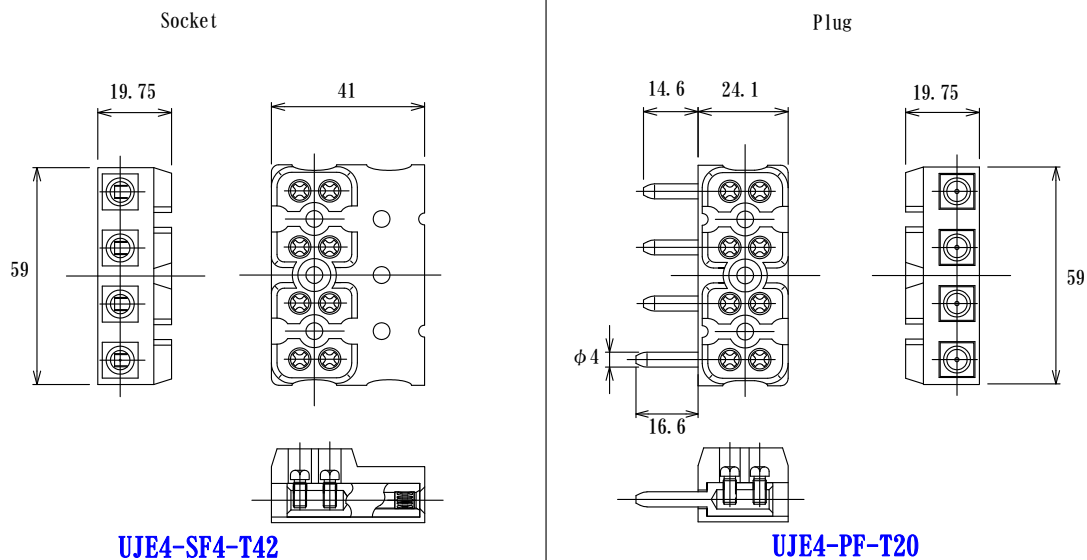 Socket
Plug
19.75
41
14.6
24.1
19.75
59
59
φ4
16.6
UJE4-SF4-T42
UJE4-PF-T20